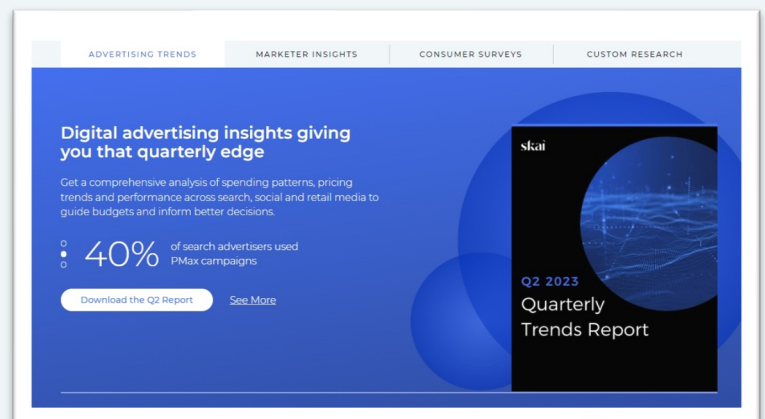 ADVERTISING TRENDS
MARKETER INSIGHTS
CONSUMER SURVEYS
CUSTOM RESEARCH
Digital advertising insights giving
you that quarterly edge
Get a comprehensive analysis of spending patterns, pricing
trends and performance across search, social and retail media to
guide budgets and inform better decisions.
40%
of search advertisers used
PMax campaigns
Download the Q2 Report
See More
skai
Q2 2023
Quarterly
Trends Report